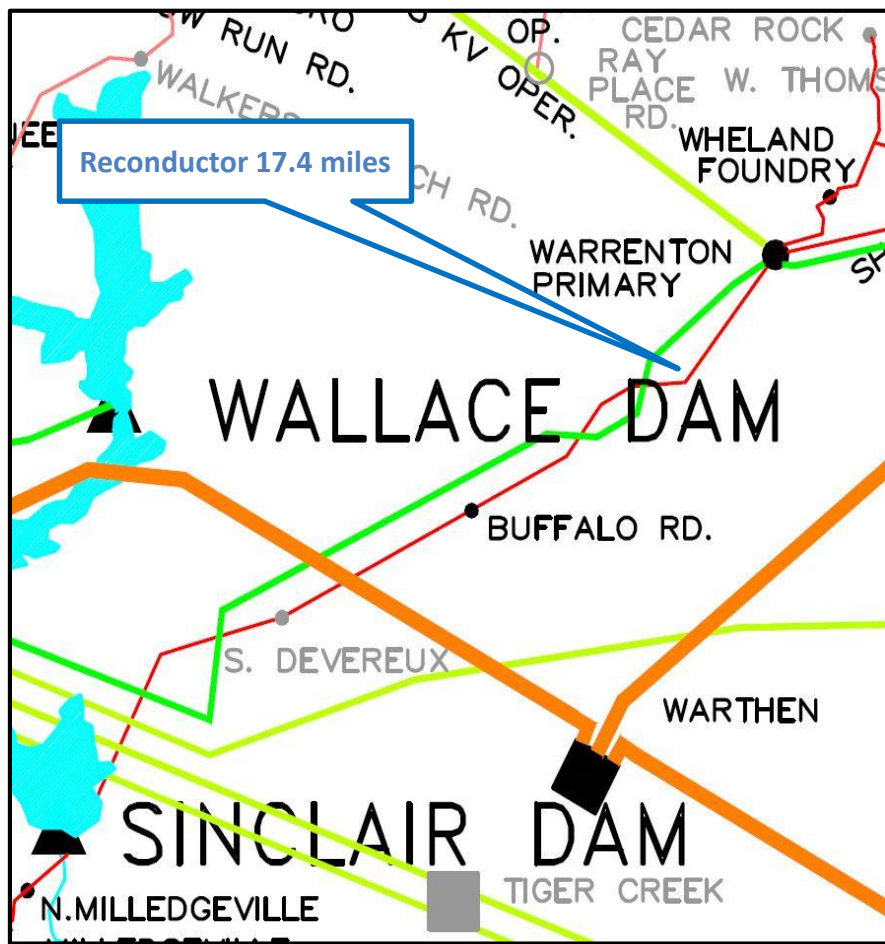 OP.
CEDAR ROCK
W RUN RD.
KV OPER.
RAY
PLACE
RD.
W. THOMS
WHELAND
FOUNDRY
Reconductor 17.4 miles
CH RD.
WARRENTON
PRIMARY
SH
WALLACE DAM
BUFFALO RD.
S. DEVEREUX
WARTHEN
SINCLAIR DAM
TIGER CREEK
N.MILLEDGEVILLE